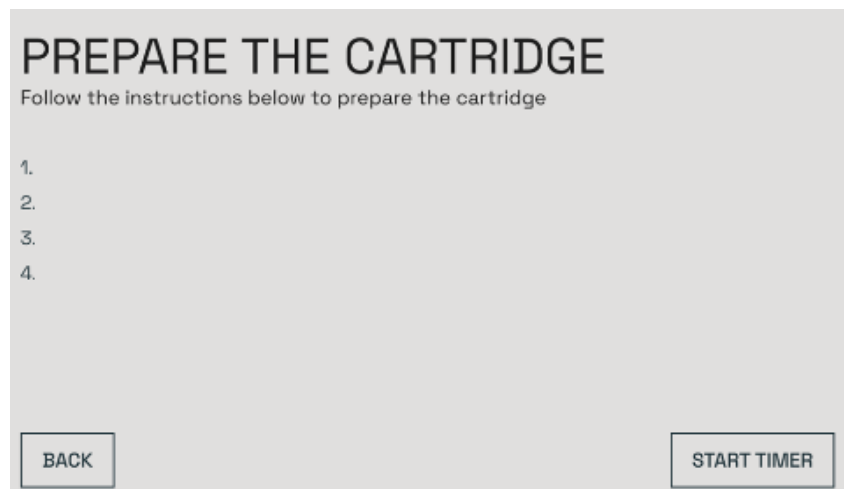 PREPARE THE CARTRIDGE
Follow the instructions below to prepare the cartridge
1.
2.
3.
4.
BACK
START TIMER